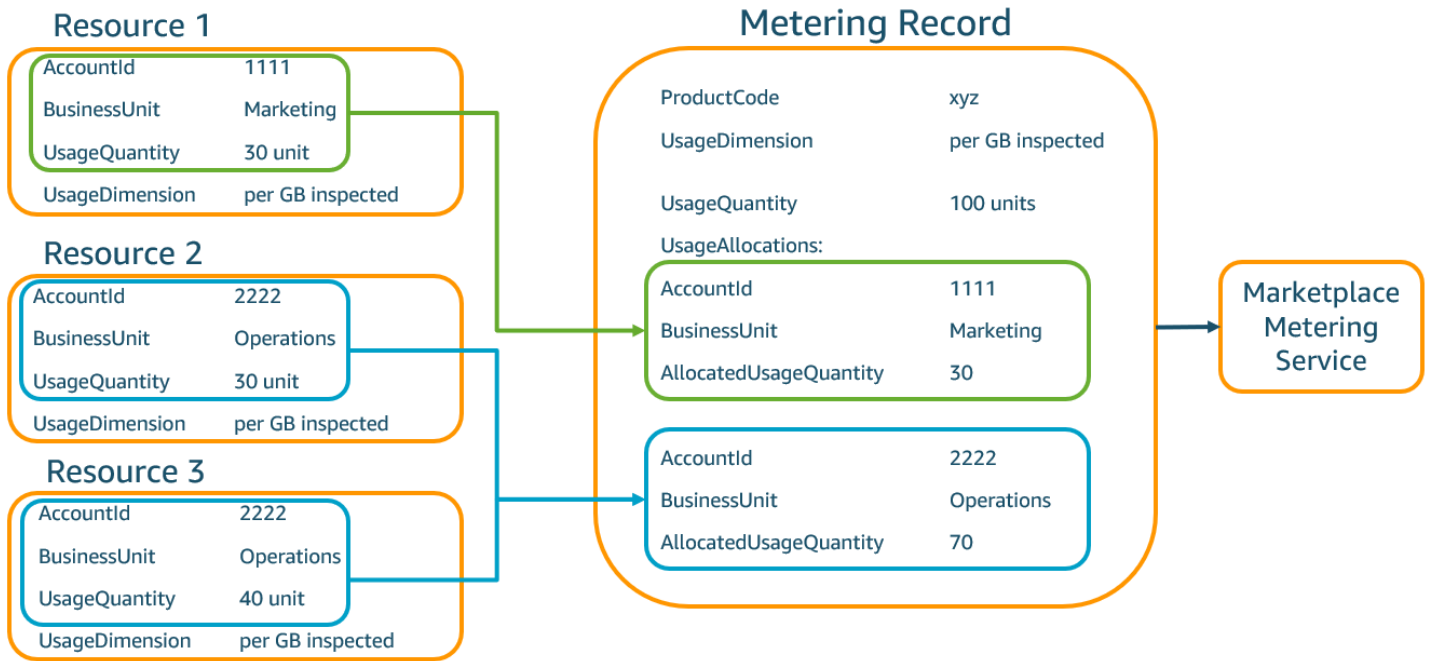 Resource 1
AccountId 1111
BusinessUnit Marketing
UsageQuantity 30 unit
UsageDimension per GB inspected
Resource 2
AccountId 2222
BusinessUnit Operations
UsageQuantity 30 unit
UsageDimension per GB inspected
Resource 3
AccountId 2222
BusinessUnit Operations
UsageQuantity 40 unit
UsageDimension per GB inspected
Metering Record
ProductCode xyz
UsageDimension per GB inspected
UsageQuantity 100 units
UsageAllocations:
AccountId 1111
BusinessUnit Marketing
AllocatedUsageQuantity 30
AccountId 2222
BusinessUnit Operations
AllocatedUsageQuantity 70
Marketplace
Metering
Service